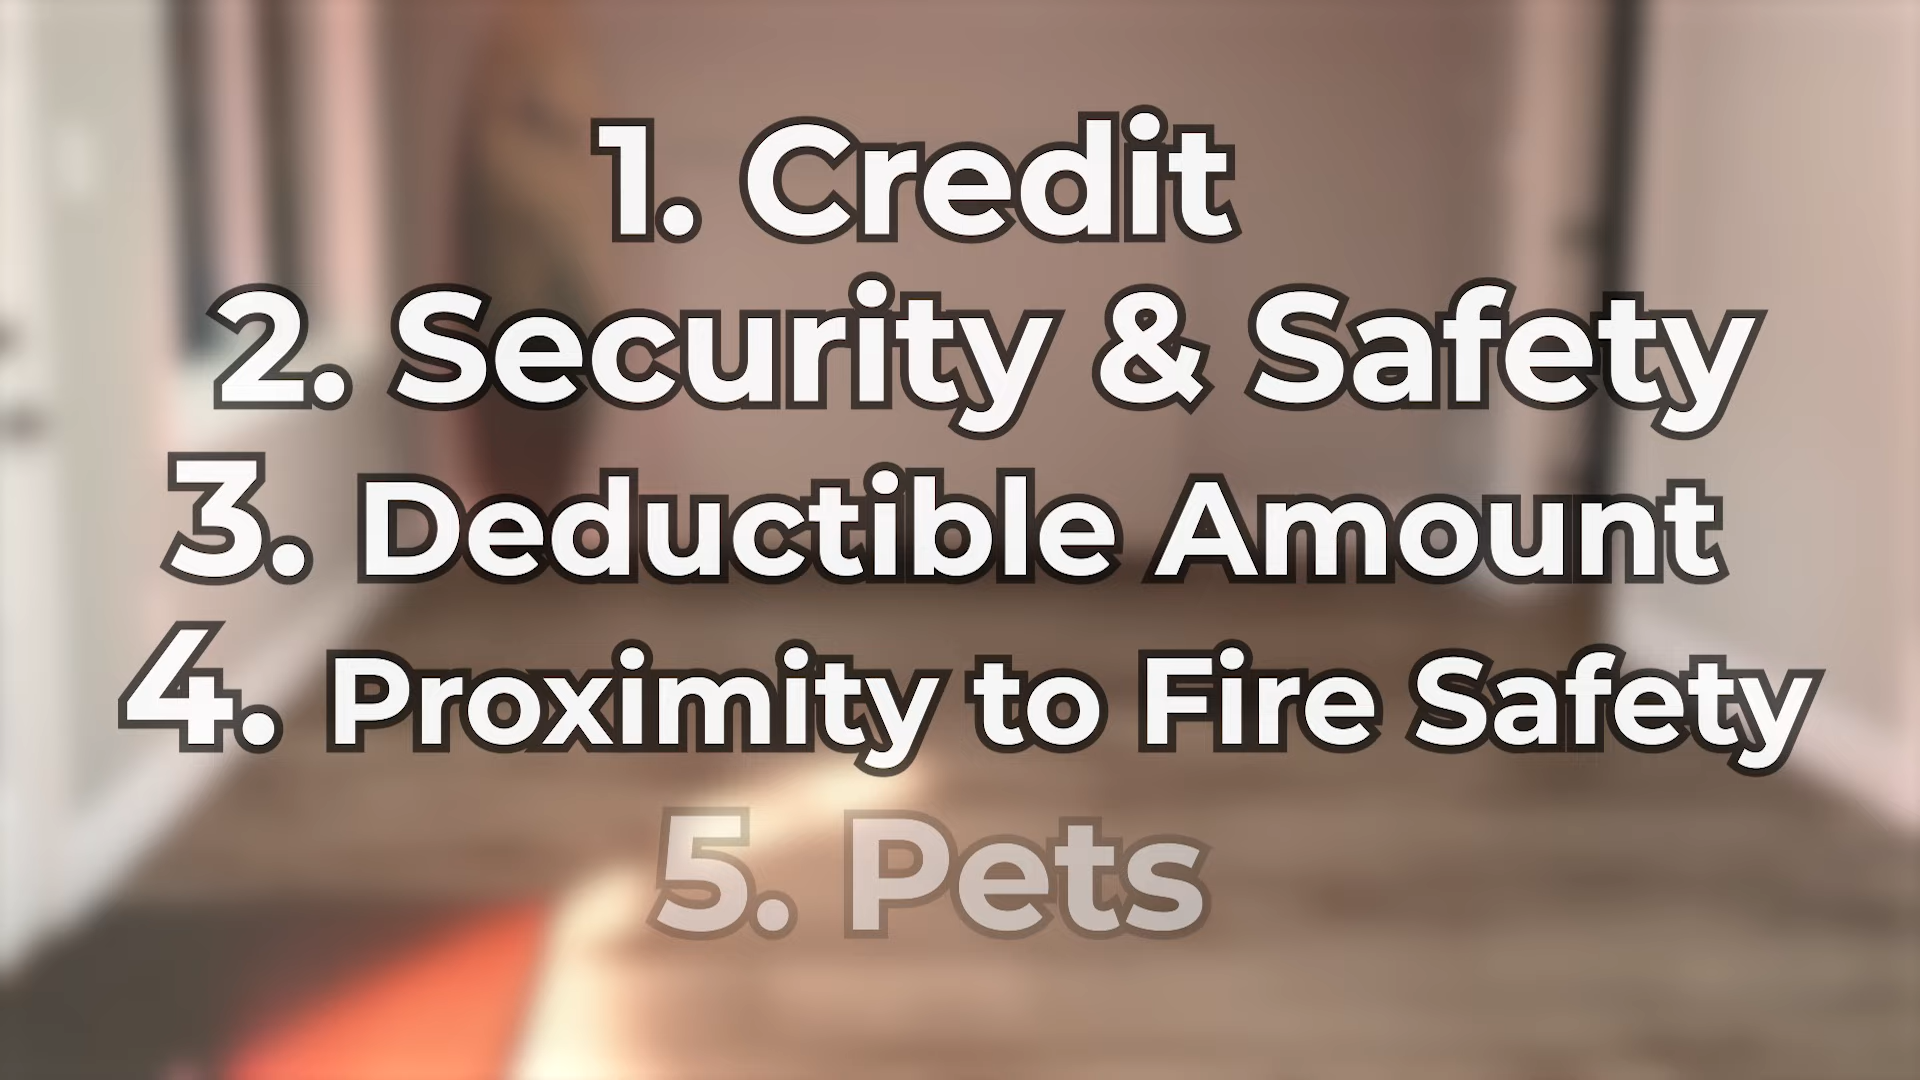 1. Credit
2. Security & Safety
3. Deductible Amount
4. Proximity to Fire Safety
5. Pets